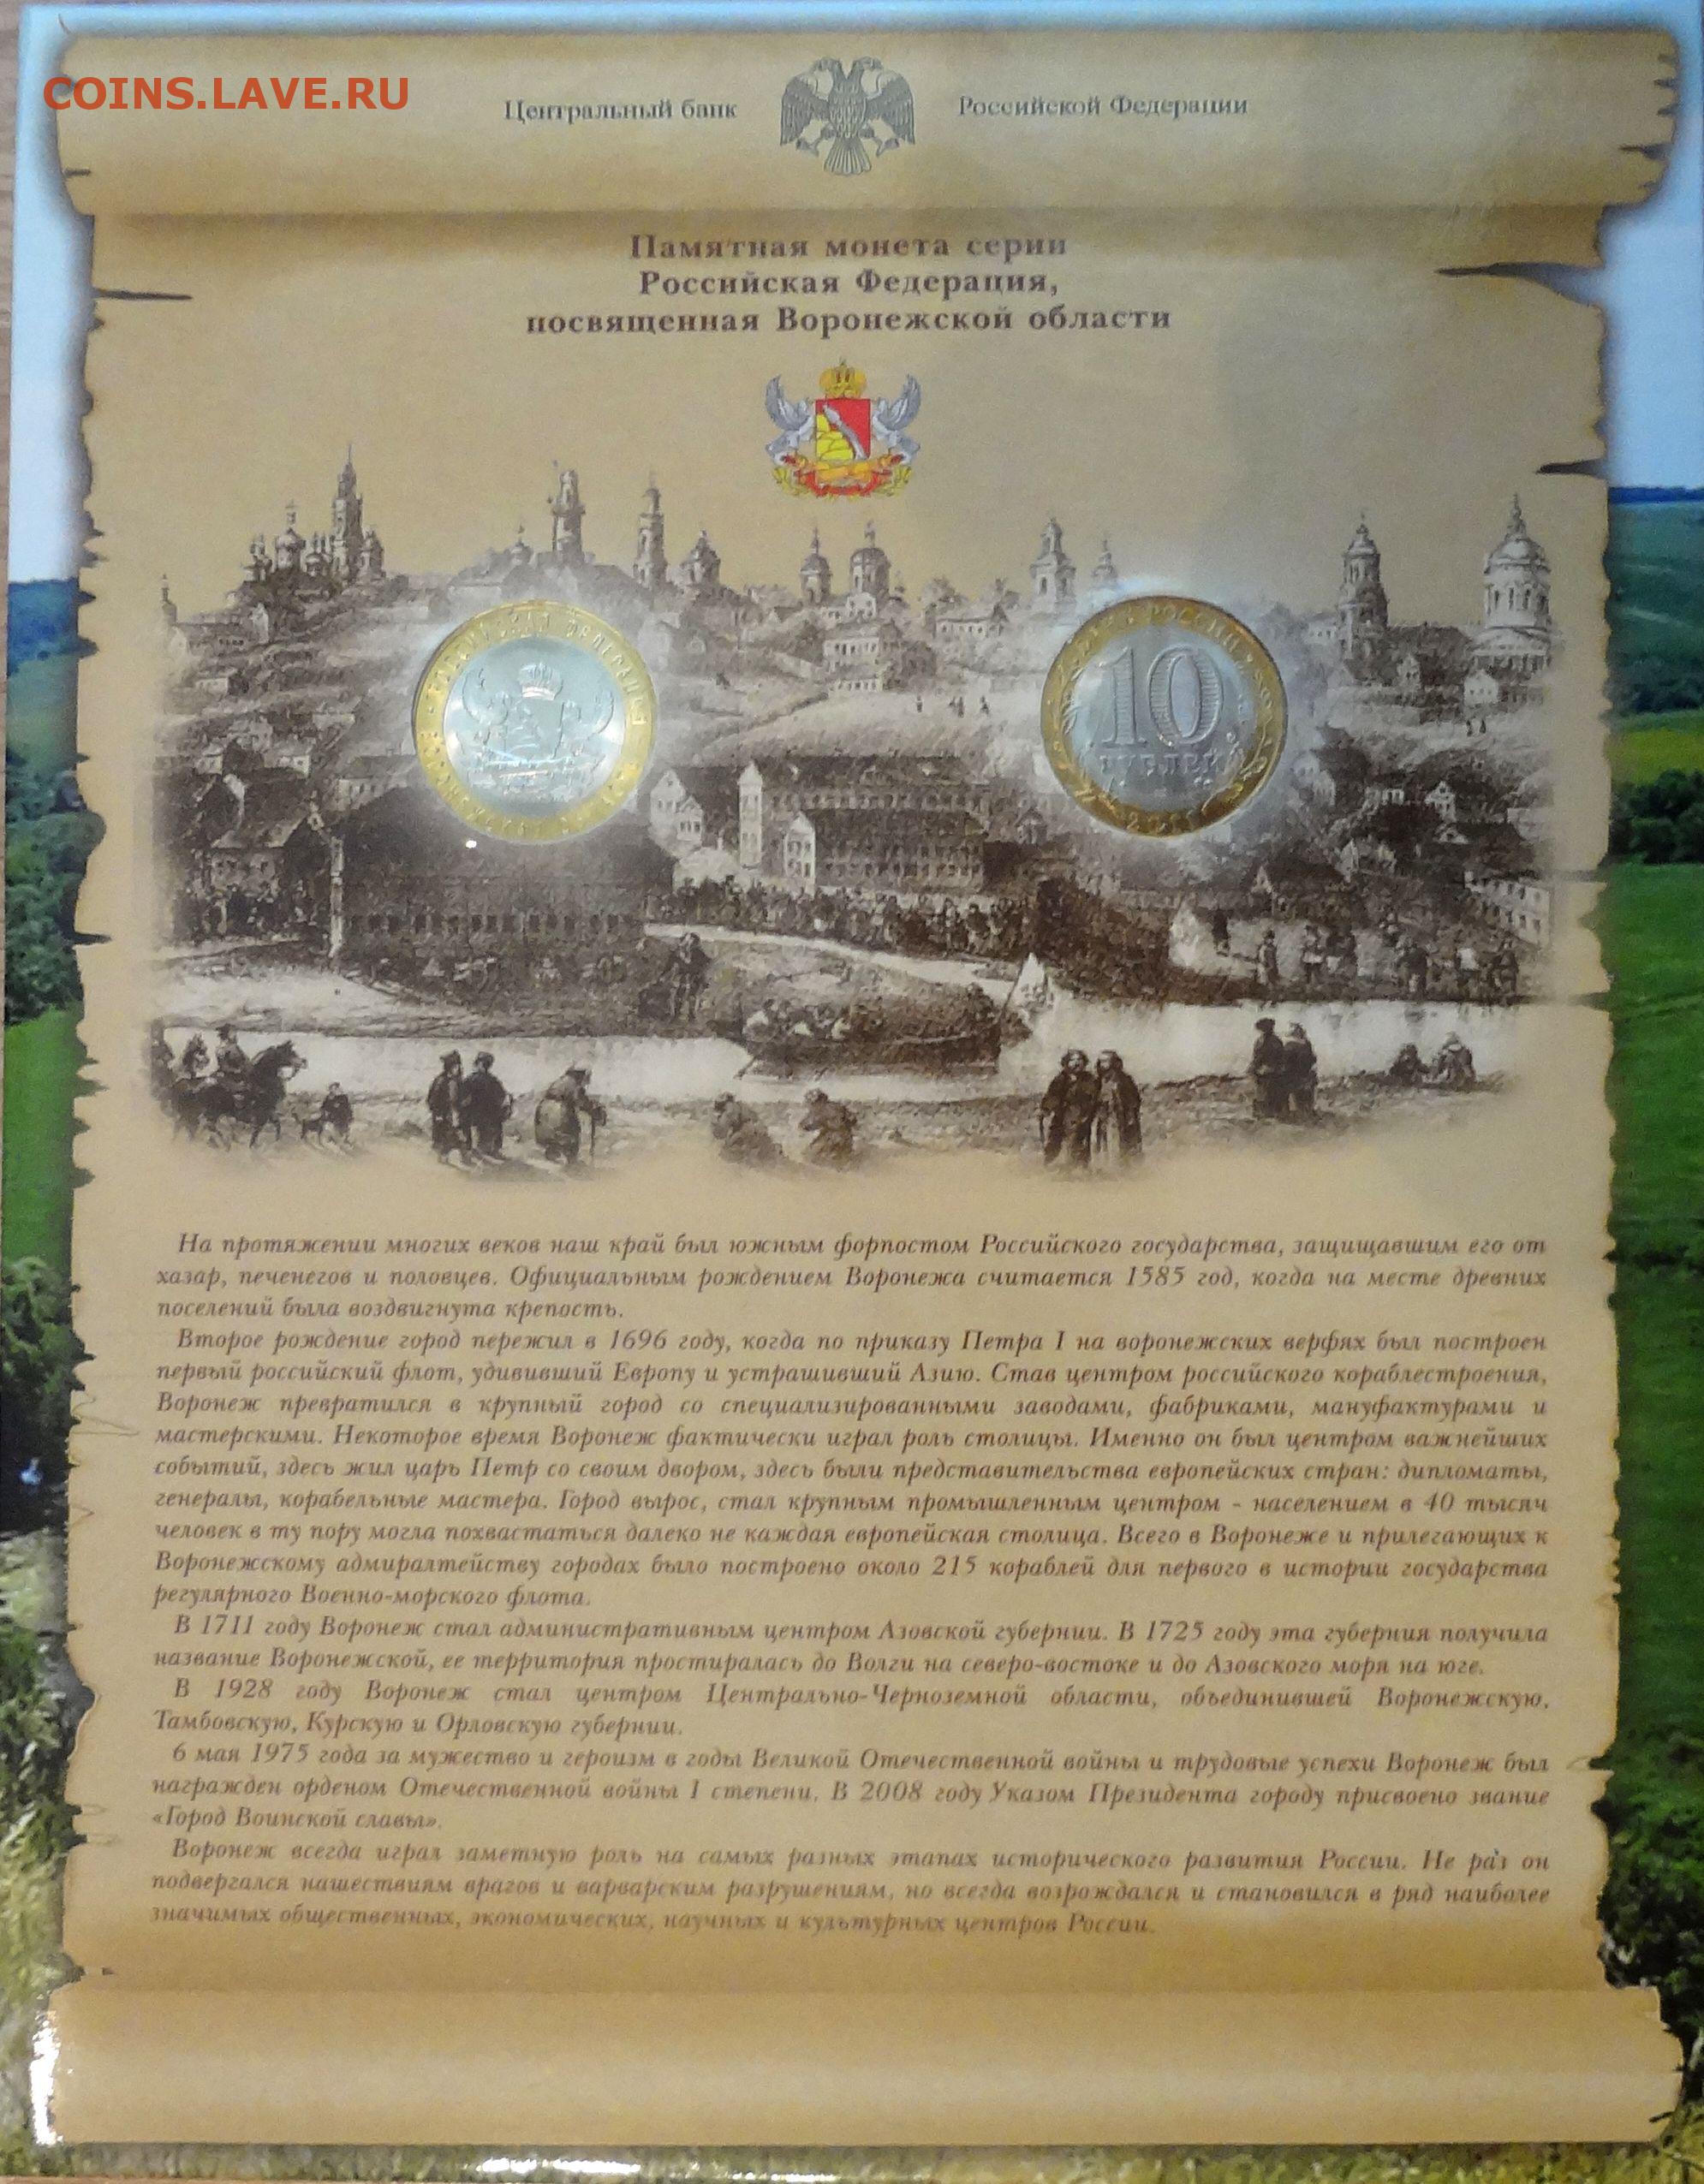 COINS.LAVE.RU
Центральный банк
Российской Федерации
Памятная монета серии
Российская Федерация,
посвященная Воронежской области
РОССИЙСКАЯ ФЕДЕРАЦИЯ
БАНК РОССИИ
10
РУБЛЕЙ
На протяжении многих веков наш край был южным форпостом Российского государства, защищавшим его от
хазар, печенегов и половцев. Официальным рождением Воронежа считается 1585 год, когда на месте древних
поселений была воздвигнута крепость.
Второе рождение город пережил в 1696 году, когда по приказу Петра I на воронежских верфях был построен
первый российский флот, удививший Европу и устрашивший Азию. Став центром российского кораблестроения,
Воронеж превратился в крупный город со специализированными заводами, фабриками, мануфактурами и
мастерскими. Некоторое время Воронеж фактически играл роль столицы. Именно он был центром важнейших
событий, здесь жил царь Петр со своим двором, здесь были представительства европейских стран: дипломаты,
генералы, корабельные мастера. Город вырос, стал крупным промышленным центром - населением в 40 тысяч
человек в ту пору могла похвастаться далеко не каждая европейская столица. Всего в Воронеже и прилегающих к
Воронежскому адмиралтейству городах было построено около 215 кораблей для первого в истории государства
регулярного Военно-морского флота.
В 1711 году Воронеж стал административным центром Азовской губернии. В 1725 году эта губерния получила
название Воронежской, ее территория простиралась до Волги на северо-востоке и до Азовского моря на юге.
В 1928 году Воронеж стал центром Центрально-Черноземной области, объединившей Воронежскую,
Тамбовскую, Курскую и Орловскую губернии.
6 мая 1975 года за мужество и героизм в годы Великой Отечественной войны и трудовые успехи Воронеж был
награжден орденом Отечественной войны I степени. В 2008 году Указом Президента городу присвоено звание
«Город Воинской славы».
Воронеж всегда играл заметную роль на самых разных этапах исторического развития России. Не раз он
подвергался нашествиям врагов и варварским разрушениям, но всегда возрождался и становился в ряд наиболее
значимых общественных, экономических, научных и культурных центров России.